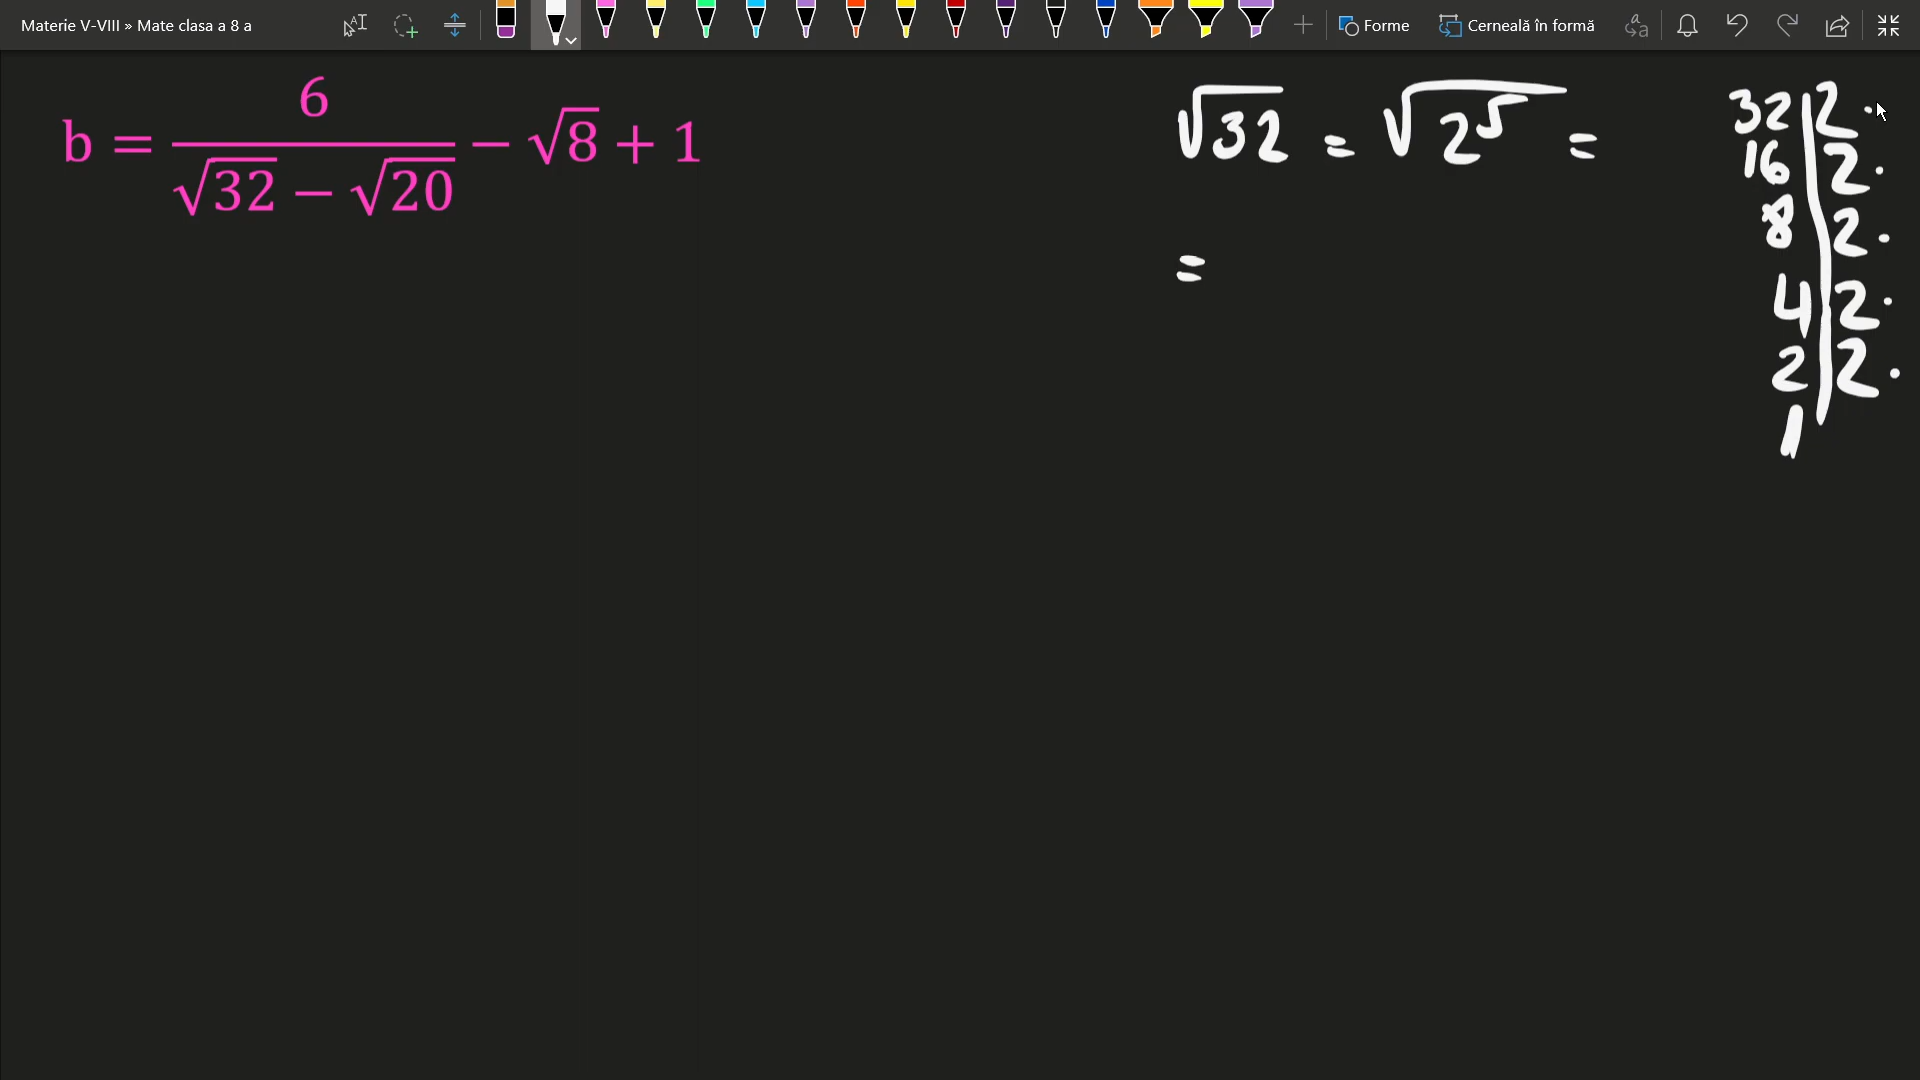 Materie V-VIII » Mate clasa a 8 a
Forme
Cerneală în formă
b = 6/(√32 − √20) − √8 + 1
√32 = √2⁵ =
=
32 | 2 ·
16 | 2 ·
8 | 2 ·
4 | 2 ·
2 | 2 ·
1